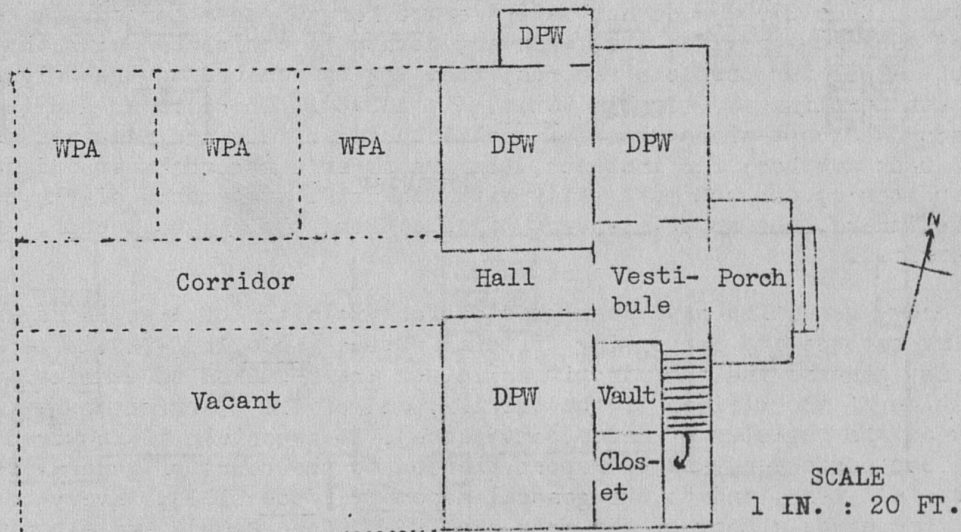 DPW
WPA
WPA
WPA
DPW
DPW
Corridor
Hall
Vesti-
bule
Porch
N
Vacant
DPW
Vault
Clos-
et
SCALE
1 IN. : 20 FT.